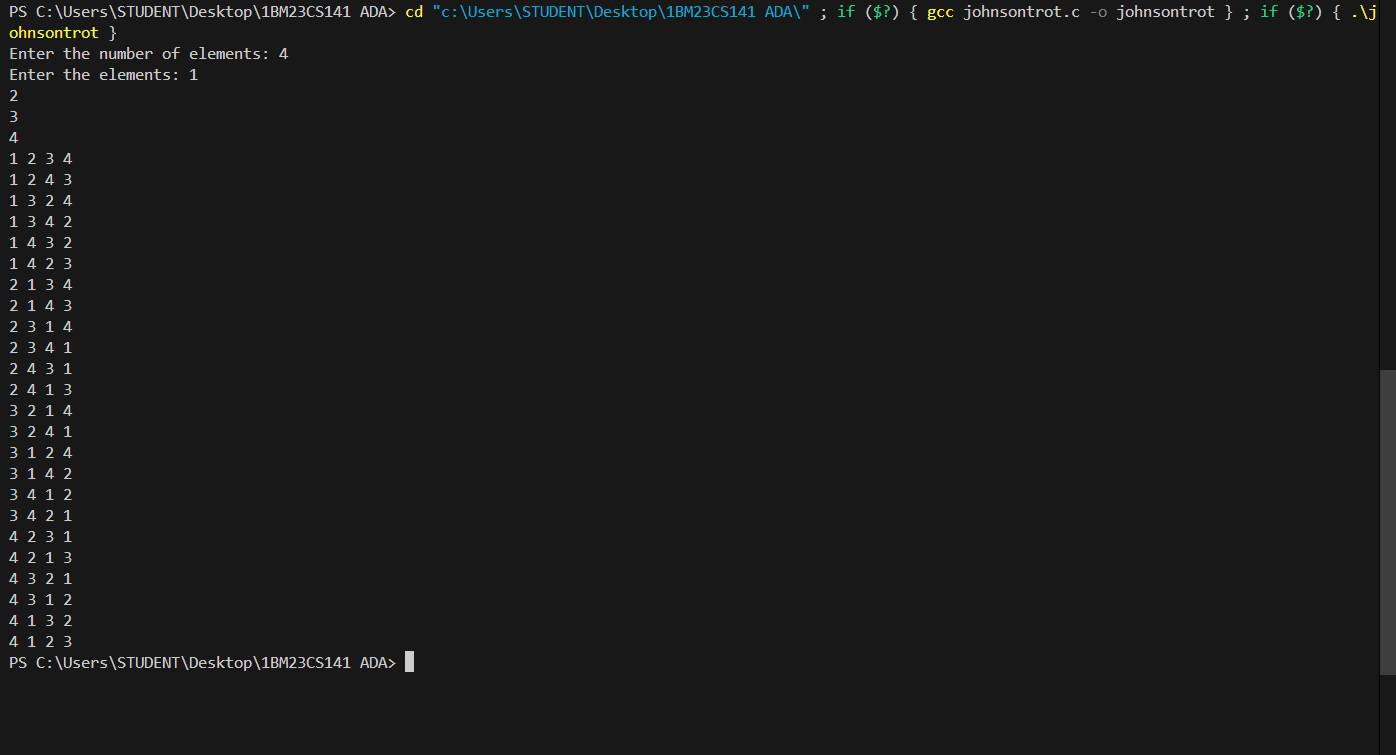 PS C:\Users\STUDENT\Desktop\1BM23CS141 ADA> cd "c:\Users\STUDENT\Desktop\1BM23CS141 ADA\" ; if ($?) { gcc johnsontrot.c -o johnsontrot } ; if ($?) { .\j
ohnsontrot }
Enter the number of elements: 4
Enter the elements: 1
2
3
4
1 2 3 4
1 2 4 3
1 3 2 4
1 3 4 2
1 4 3 2
1 4 2 3
2 1 3 4
2 1 4 3
2 3 1 4
2 3 4 1
2 4 3 1
2 4 1 3
3 2 1 4
3 2 4 1
3 1 2 4
3 1 4 2
3 4 1 2
3 4 2 1
4 2 3 1
4 2 1 3
4 3 2 1
4 3 1 2
4 1 3 2
4 1 2 3
PS C:\Users\STUDENT\Desktop\1BM23CS141 ADA>